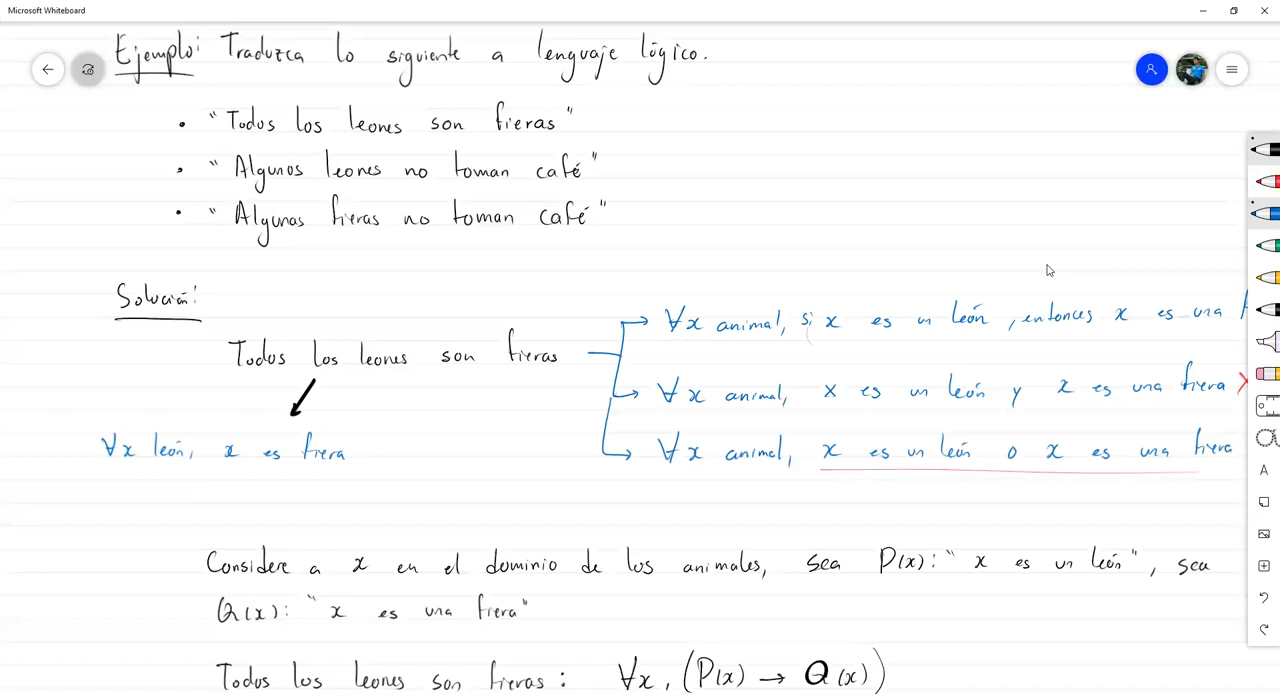 Microsoft Whiteboard
Ejemplo: Traduzca lo siguiente a lenguaje lógico.
• "Todos los leones son fieras"
• "Algunos leones no toman café"
• "Algunas fieras no toman café"
Solución:
∀x animal, si x es un león, entonces x es una
Todos los leones son fieras
∀x animal, x es un león y x es una fiera X
∀x león, x es fiera
∀x animal, x es un león o x es una fiera
Considere a x en el dominio de los animales, sea P(x): "x es un león", sea
Q(x): "x es una fiera"
Todos los leones son fieras: ∀x, (P(x) → Q(x))
A